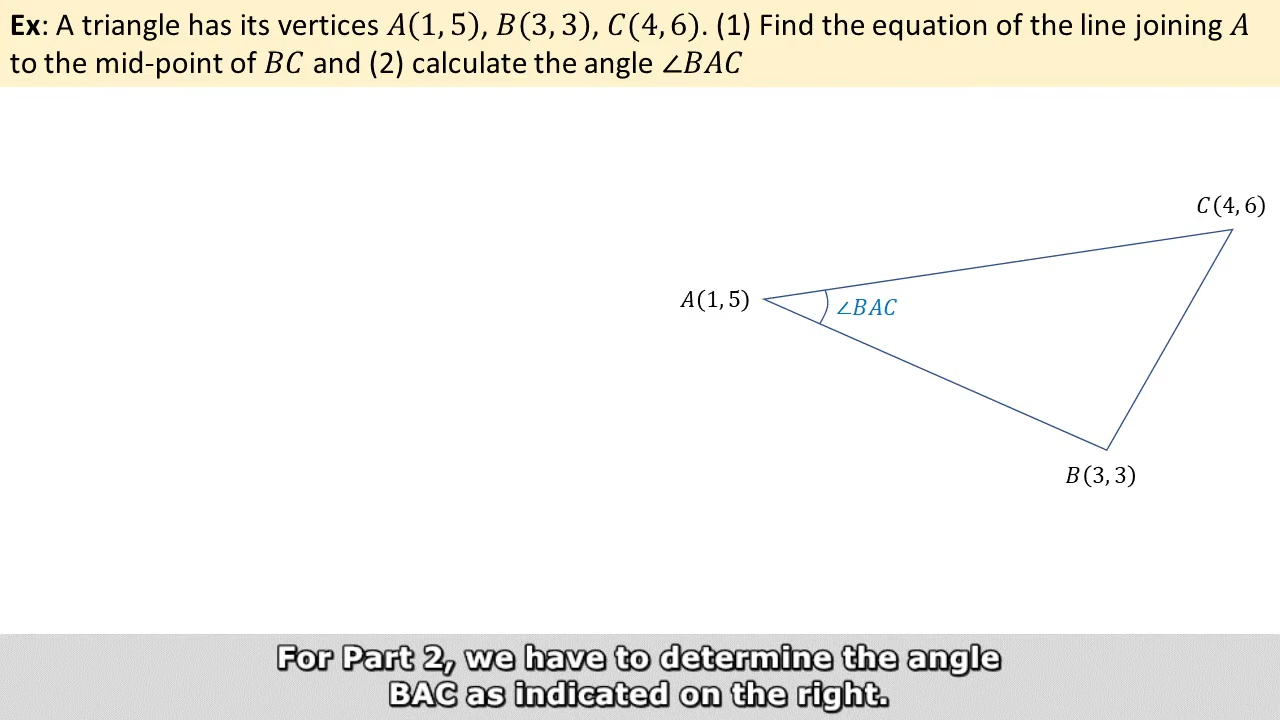 Ex: A triangle has its vertices A(1, 5), B(3, 3), C(4, 6). (1) Find the equation of the line joining A
to the mid-point of BC and (2) calculate the angle ∠BAC
C(4, 6)
A(1, 5)
∠BAC
B(3, 3)
For Part 2, we have to determine the angle
BAC as indicated on the right.